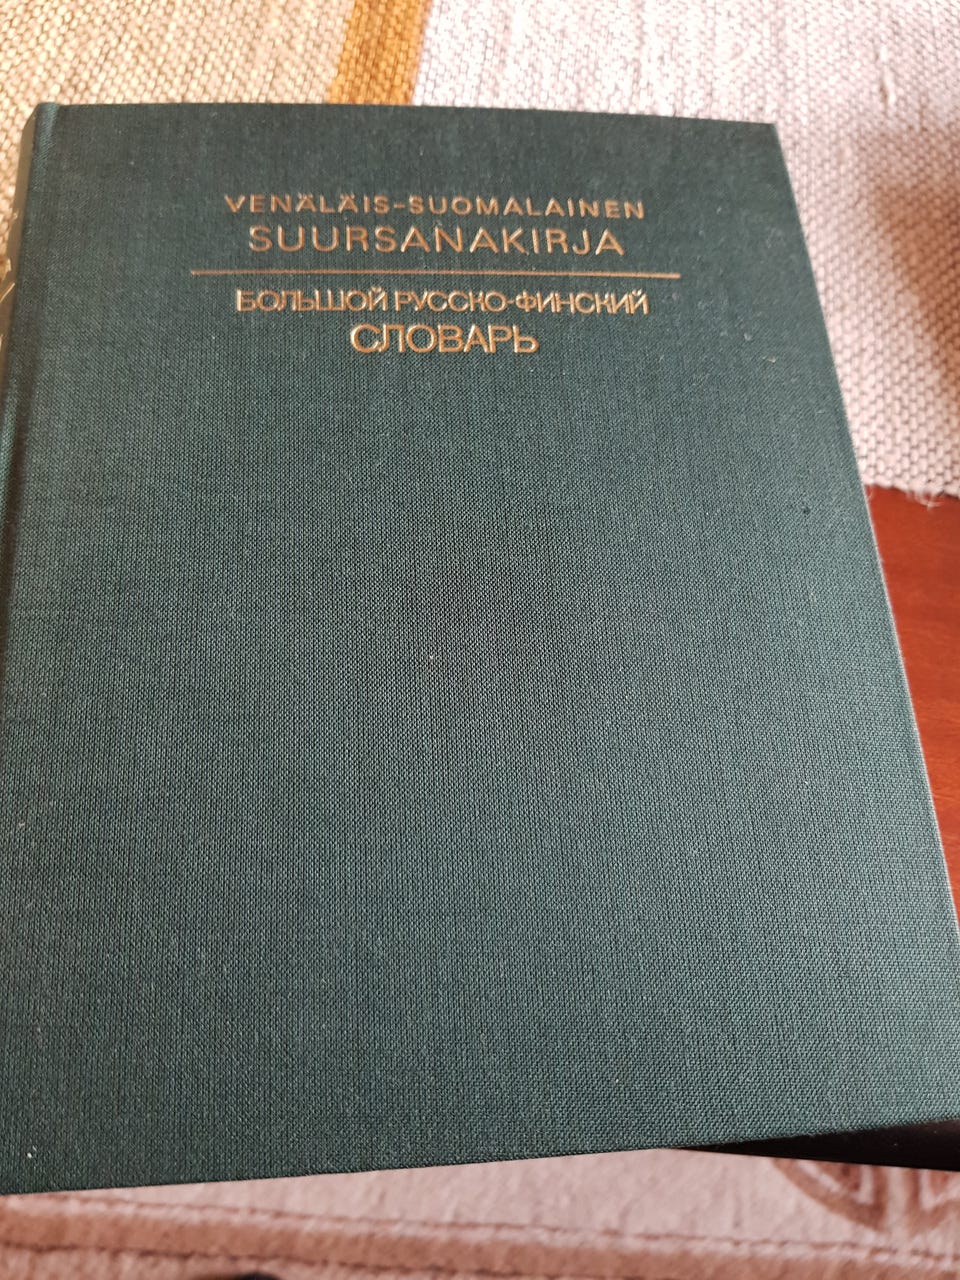 VENÄLÄIS-SUOMALAINEN
SUURSANAKIRJA
БОЛЬШОЙ РУССКО-ФИНСКИЙ
СЛОВАРЬ